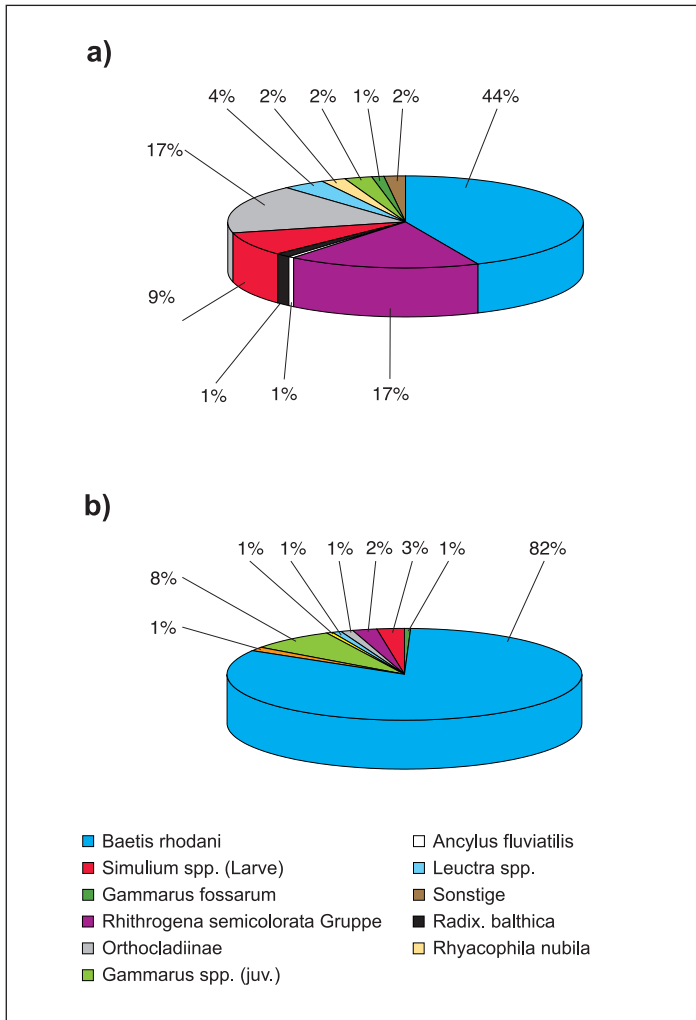 a)
4% 2% 2% 1% 2% 44%
17%
9%
1% 1% 17%
b)
1% 1% 1% 2% 3% 1% 82%
8%
1%
Baetis rhodani
Simulium spp. (Larve)
Gammarus fossarum
Rhithrogena semicolorata Gruppe
Orthocladiinae
Gammarus spp. (juv.)
Ancylus fluviatilis
Leuctra spp.
Sonstige
Radix. balthica
Rhyacophila nubila